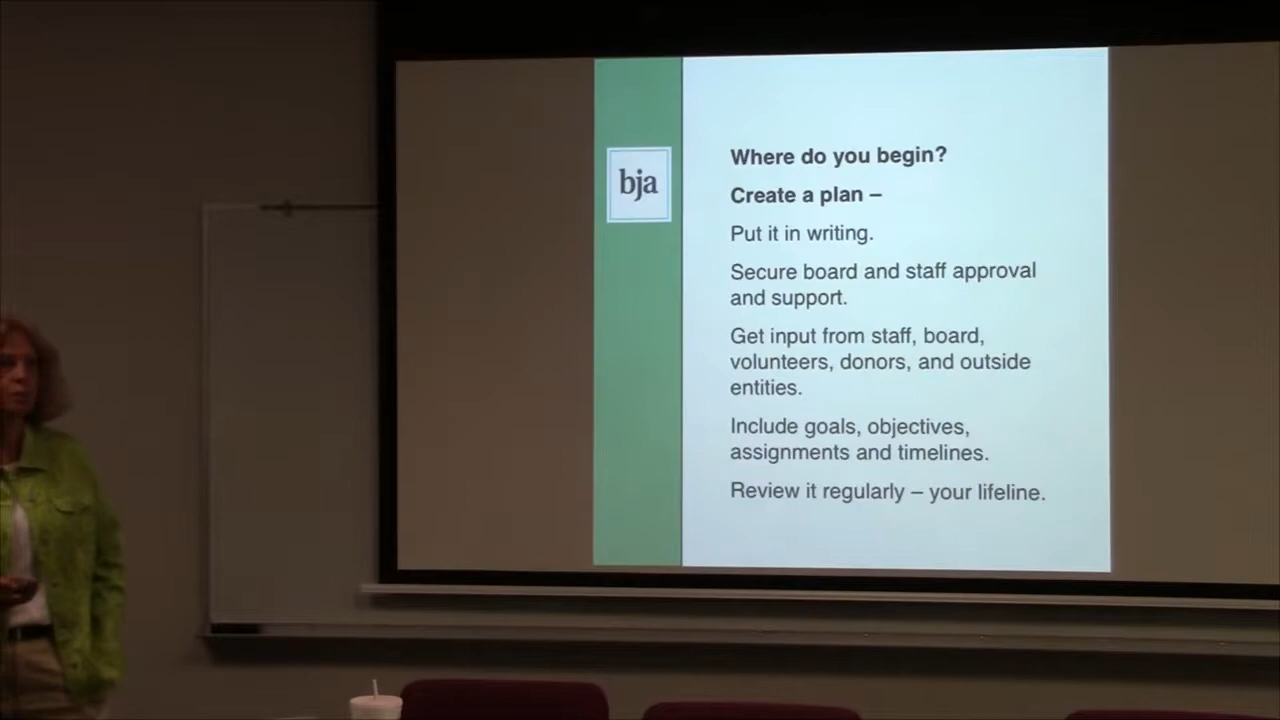 bja
Where do you begin?
Create a plan –
Put it in writing.
Secure board and staff approval
and support.
Get input from staff, board,
volunteers, donors, and outside
entities.
Include goals, objectives,
assignments and timelines.
Review it regularly – your lifeline.